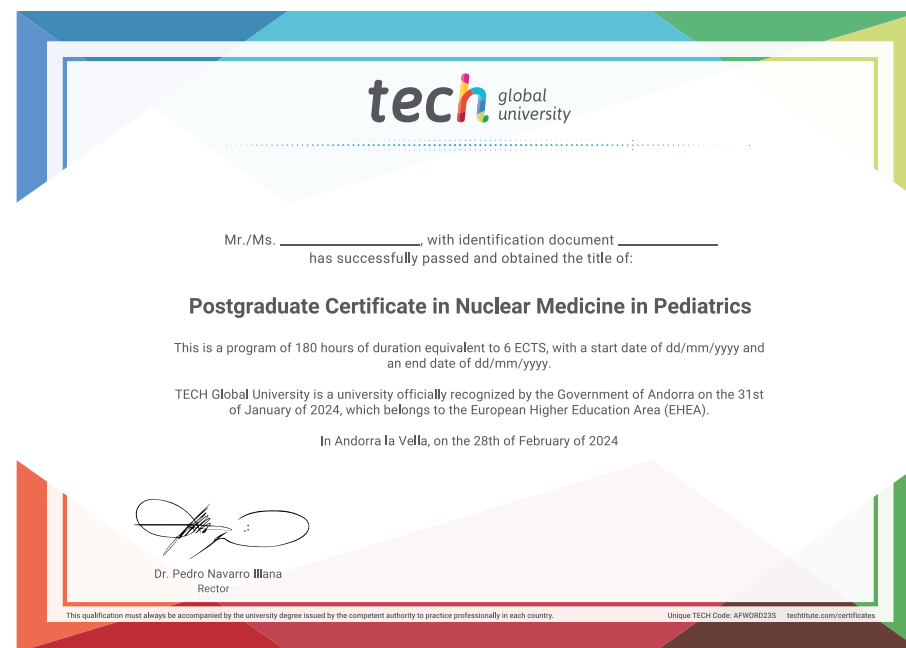 tech global
university
Mr./Ms. ____________, with identification document ____________
has successfully passed and obtained the title of:
Postgraduate Certificate in Nuclear Medicine in Pediatrics
This is a program of 180 hours of duration equivalent to 6 ECTS, with a start date of dd/mm/yyyy and
an end date of dd/mm/yyyy.
TECH Global University is a university officially recognized by the Government of Andorra on the 31st
of January of 2024, which belongs to the European Higher Education Area (EHEA).
In Andorra la Vella, on the 28th of February of 2024
Dr. Pedro Navarro Illana
Rector
This qualification must always be accompanied by the university degree issued by the competent authority to practice professionally in each country.
Unique TECH Code: AFWORD23S techtitute.com/certificates